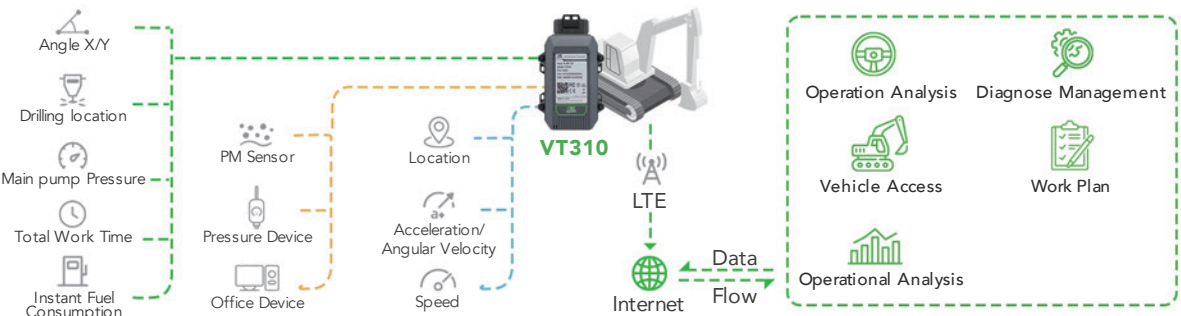 Angle X/Y
Drilling location
Main pump Pressure
Total Work Time
Instant Fuel
Consumption
PM Sensor
Pressure Device
Office Device
Location
a+
Acceleration/
Angular Velocity
Speed
VT310
LTE
Internet
Data
Flow
Operation Analysis
Diagnose Management
Vehicle Access
Work Plan
Operational Analysis